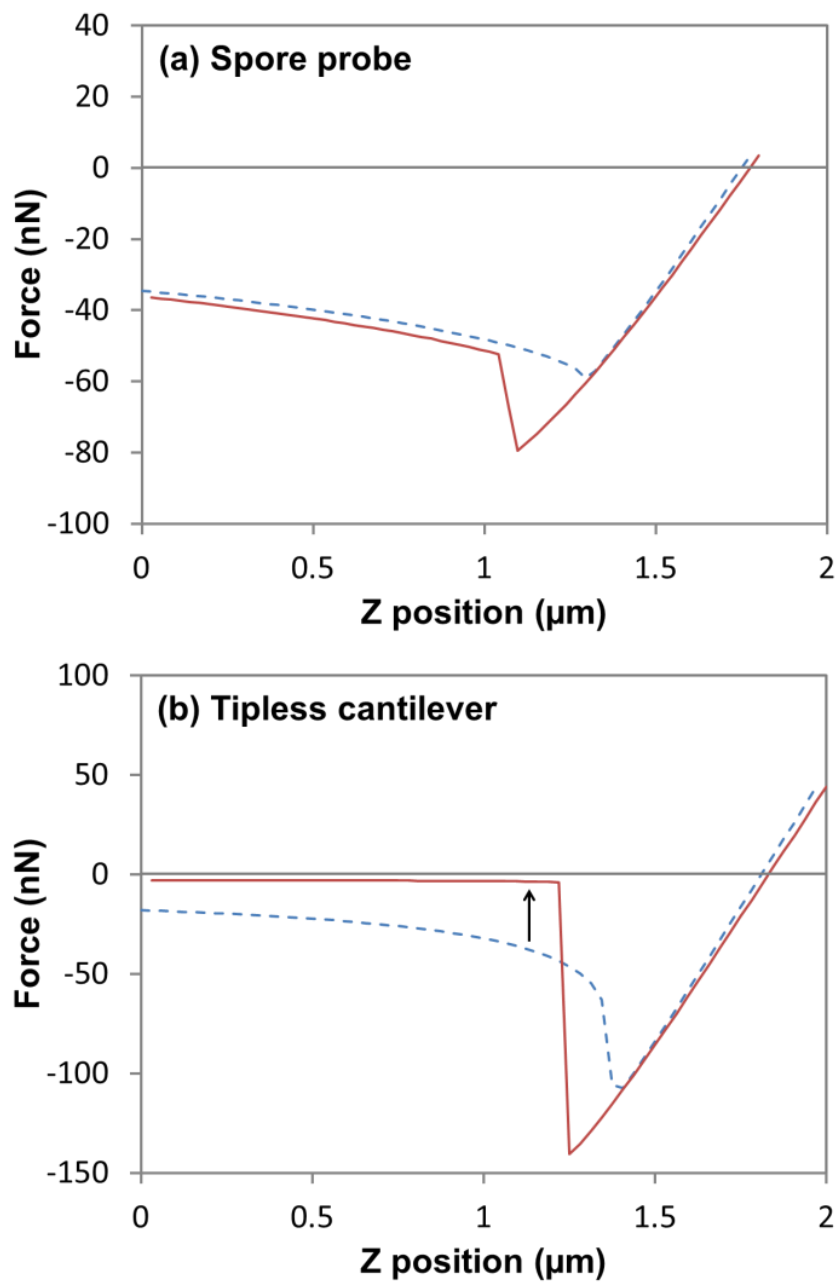 (a) Spore probe
40
20
0
-20
-40
-60
-80
-100
Force (nN)
0 0.5 1 1.5 2
Z position (µm)
(b) Tipless cantilever
100
50
0
-50
-100
-150
Force (nN)
0 0.5 1 1.5 2
Z position (µm)